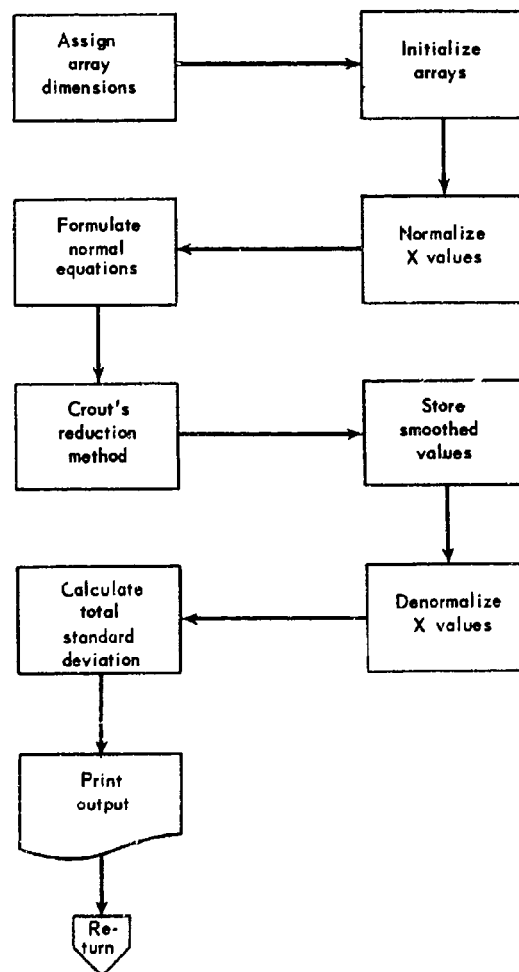 Assign
array
dimensions
Initialize
arrays
Normalize
X values
Formulate
normal
equations
Crout's
reduction
method
Store
smoothed
values
Denormalize
X values
Calculate
total
standard
deviation
Print
output
Re-
turn